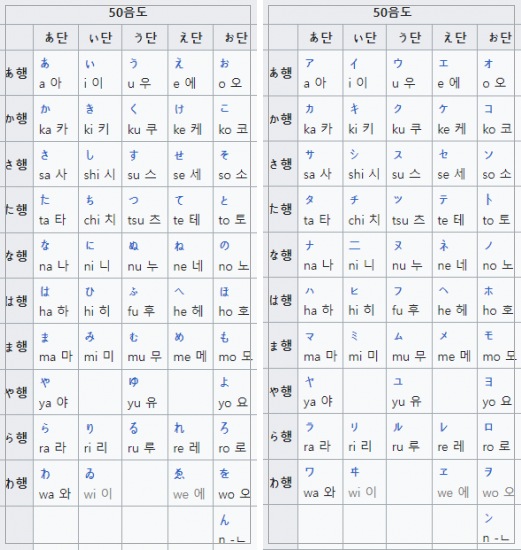 50음도
あ단 い단 う단 え단 お단
あ행 あ い う え お
a 아 i 이 u 우 e 에 o 오
か행 か き く け こ
ka 카 ki 키 ku 쿠 ke 케 ko 코
さ행 さ し す せ そ
sa 사 shi 시 su 스 se 세 so 소
た행 た ち つ て と
ta 타 chi 치 tsu 츠 te 테 to 토
な행 な に ぬ ね の
na 나 ni 니 nu 누 ne 네 no 노
は행 は ひ ふ へ ほ
ha 하 hi 히 fu 후 he 헤 ho 호
ま행 ま み む め も
ma 마 mi 미 mu 무 me 메 mo 모
や행 や ゆ よ
ya 야 yu 유 yo 요
ら행 ら り る れ ろ
ra 라 ri 리 ru 루 re 레 ro 로
わ행 わ ゐ ゑ を
wa 와 wi 이 we 에 wo 오
ん
n -ㄴ
50음도
あ단 い단 う단 え단 お단
あ행 ア イ ウ エ オ
a 아 i 이 u 우 e 에 o 오
か행 カ キ ク ケ コ
ka 카 ki 키 ku 쿠 ke 케 ko 코
さ행 サ シ ス セ ソ
sa 사 shi 시 su 스 se 세 so 소
た행 タ チ ツ テ ト
ta 타 chi 치 tsu 츠 te 테 to 토
な행 ナ ニ ヌ ネ ノ
na 나 ni 니 nu 누 ne 네 no 노
は행 ハ ヒ フ ヘ ホ
ha 하 hi 히 fu 후 he 헤 ho 호
ま행 マ ミ ム メ モ
ma 마 mi 미 mu 무 me 메 mo 모
や행 ヤ ユ ヨ
ya 야 yu 유 yo 요
ら행 ラ リ ル レ ロ
ra 라 ri 리 ru 루 re 레 ro 로
わ행 ワ ヰ ヱ ヲ
wa 와 wi 이 we 에 wo 오
ン
n -ㄴ